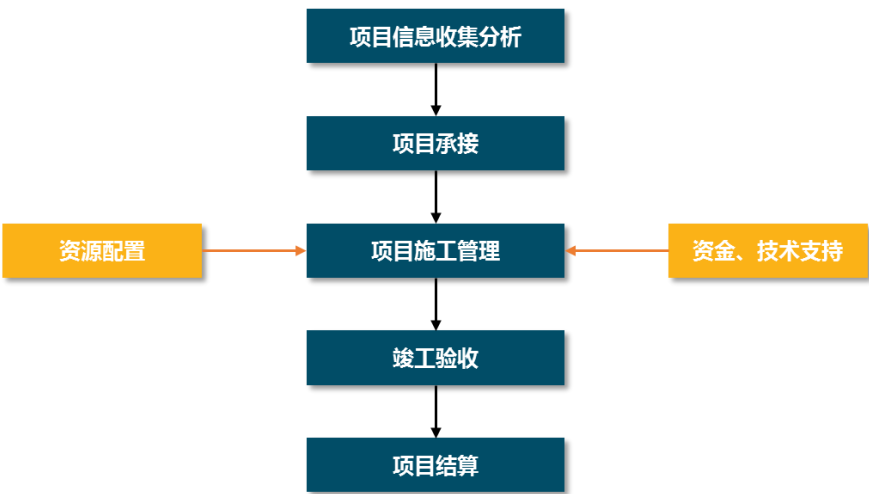 项目信息收集分析
项目承接
资源配置
项目施工管理
资金、技术支持
竣工验收
项目结算